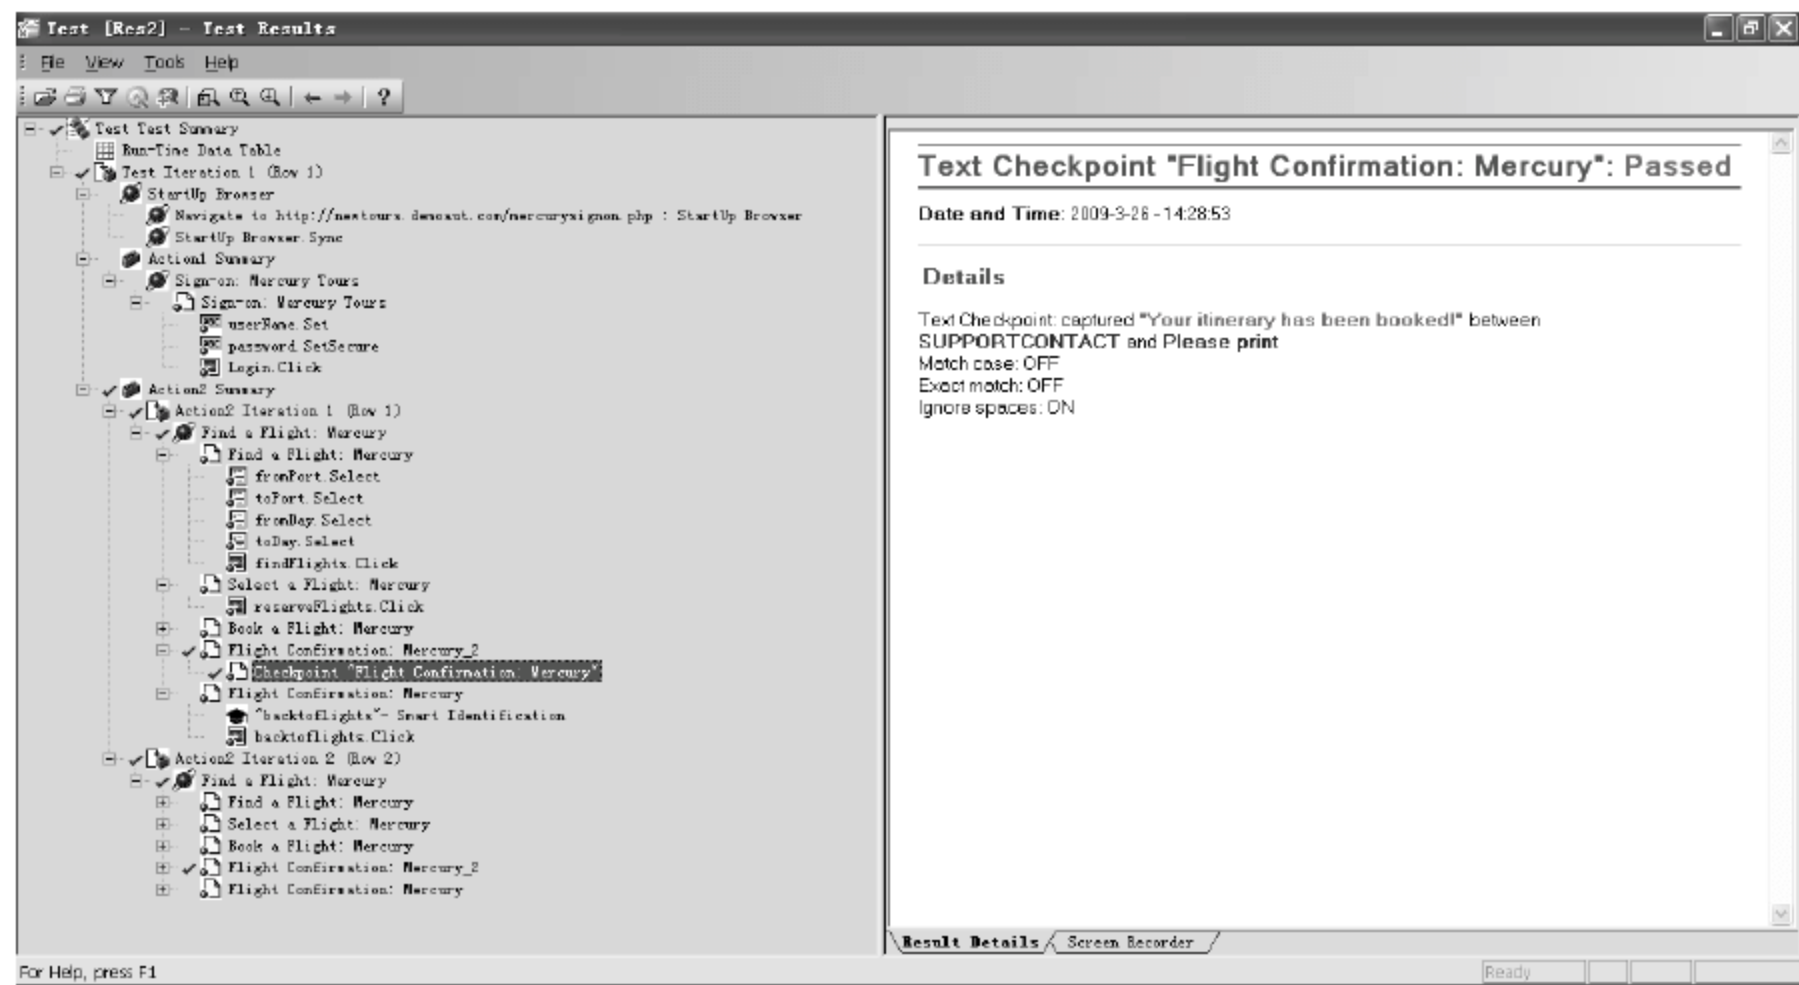 Test [Res2] - Test Results
File View Tools Help
Test Test Summary
Run-Time Data Table
Test Iteration 1 (Row 1)
StartUp Browser
Navigate to http://newtours.demoaut.com/mercurysignon.php : StartUp Browser
StartUp Browser.Sync
Action1 Summary
Sign-on: Mercury Tours
Sign-on: Mercury Tours
userName.Set
password.SetSecure
Login.Click
Action2 Summary
Action2 Iteration 1 (Row 1)
Find a Flight: Mercury
Find a Flight: Mercury
fromPort.Select
toPort.Select
fromDay.Select
toDay.Select
findFlights.Click
Select a Flight: Mercury
reserveFlights.Click
Book a Flight: Mercury
Flight Confirmation: Mercury_2
Checkpoint "Flight Confirmation: Mercury"
Flight Confirmation: Mercury
"backtoflights"- Smart Identification
backtoflights.Click
Action2 Iteration 2 (Row 2)
Find a Flight: Mercury
Find a Flight: Mercury
Select a Flight: Mercury
Book a Flight: Mercury
Flight Confirmation: Mercury_2
Flight Confirmation: Mercury
Text Checkpoint "Flight Confirmation: Mercury": Passed
Date and Time: 2009-3-26 - 14:28:53
Details
Text Checkpoint: captured "Your itinerary has been booked!" between
SUPPORTCONTACT and Please print
Match case: OFF
Exact match: OFF
Ignore spaces: ON
Result Details
Screen Recorder
For Help, press F1
Ready